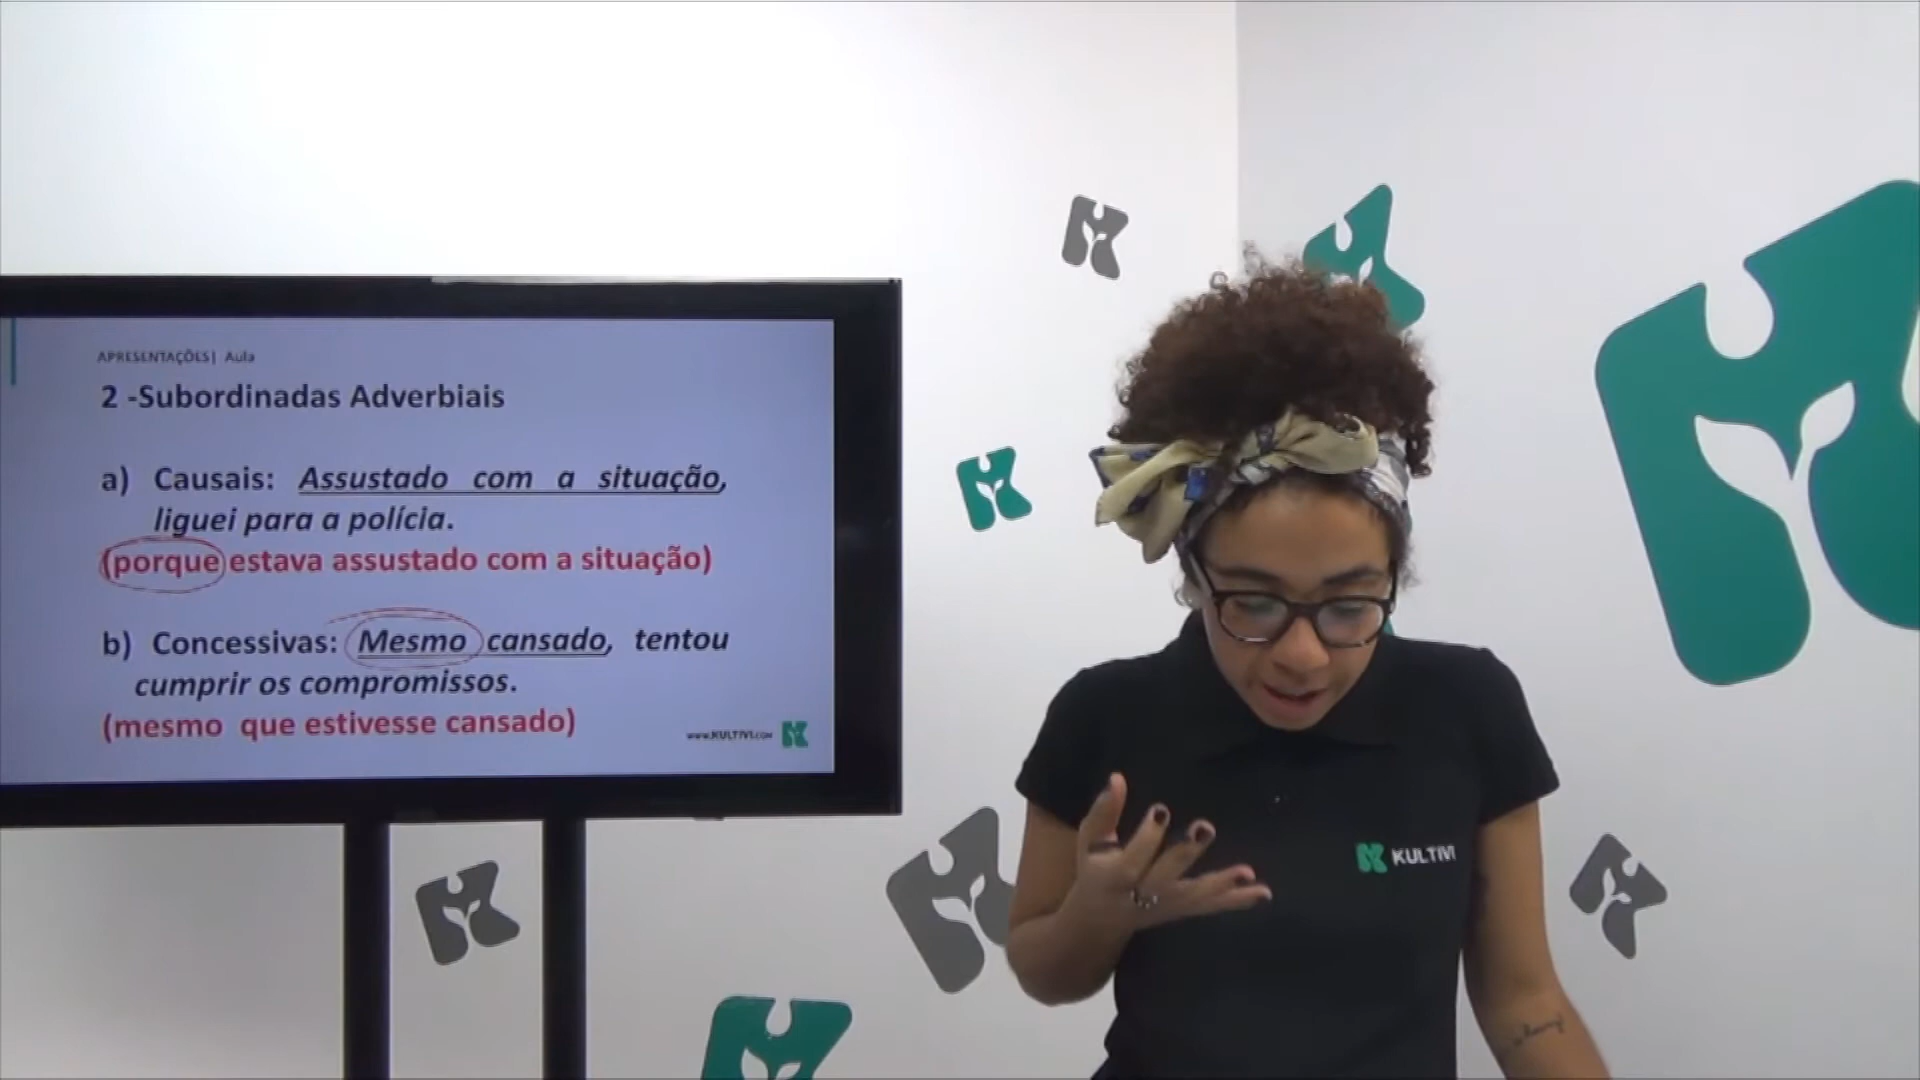 APRESENTAÇÕES| Aula
2 -Subordinadas Adverbiais
a) Causais: Assustado com a situação,
liguei para a polícia.
(porque estava assustado com a situação)
b) Concessivas: Mesmo cansado, tentou
cumprir os compromissos.
(mesmo que estivesse cansado)
www.KULTIVI.COM
KULTIVI